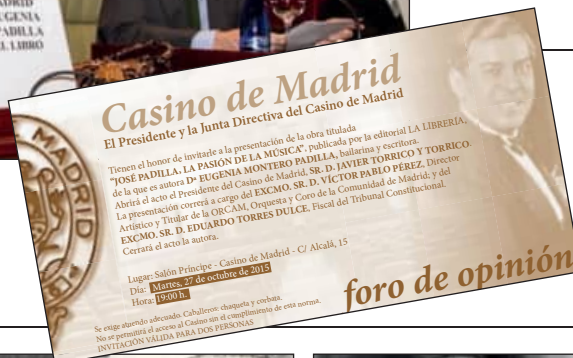 MADRID
EUGENIA
PADILLA
EL LIBRO
MADRID
Casino de Madrid
El Presidente y la Junta Directiva del Casino de Madrid
Tienen el honor de invitarle a la presentación de la obra titulada
"JOSÉ PADILLA. LA PASIÓN DE LA MÚSICA", publicada por la editorial LA LIBRERÍA,
de la que es autora Dª EUGENIA MONTERO PADILLA, bailarina y escritora.
Abrirá el acto el Presidente del Casino de Madrid, SR. D. JAVIER TORRICO Y TORRICO.
La presentación correrá a cargo del EXCMO. SR. D. VÍCTOR PABLO PÉREZ, Director
Artístico y Titular de la ORCAM, Orquesta y Coro de la Comunidad de Madrid; y del
EXCMO. SR. D. EDUARDO TORRES DULCE, Fiscal del Tribunal Constitucional.
Cerrará el acto la autora.
Lugar: Salón Príncipe - Casino de Madrid - C/ Alcalá, 15
Día: Martes, 27 de octubre de 2015
Hora: 19:00 h.
Se exige atuendo adecuado. Caballeros: chaqueta y corbata.
No se permitirá el acceso al Casino sin el cumplimiento de esta norma.
INVITACIÓN VÁLIDA PARA DOS PERSONAS
foro de opinión